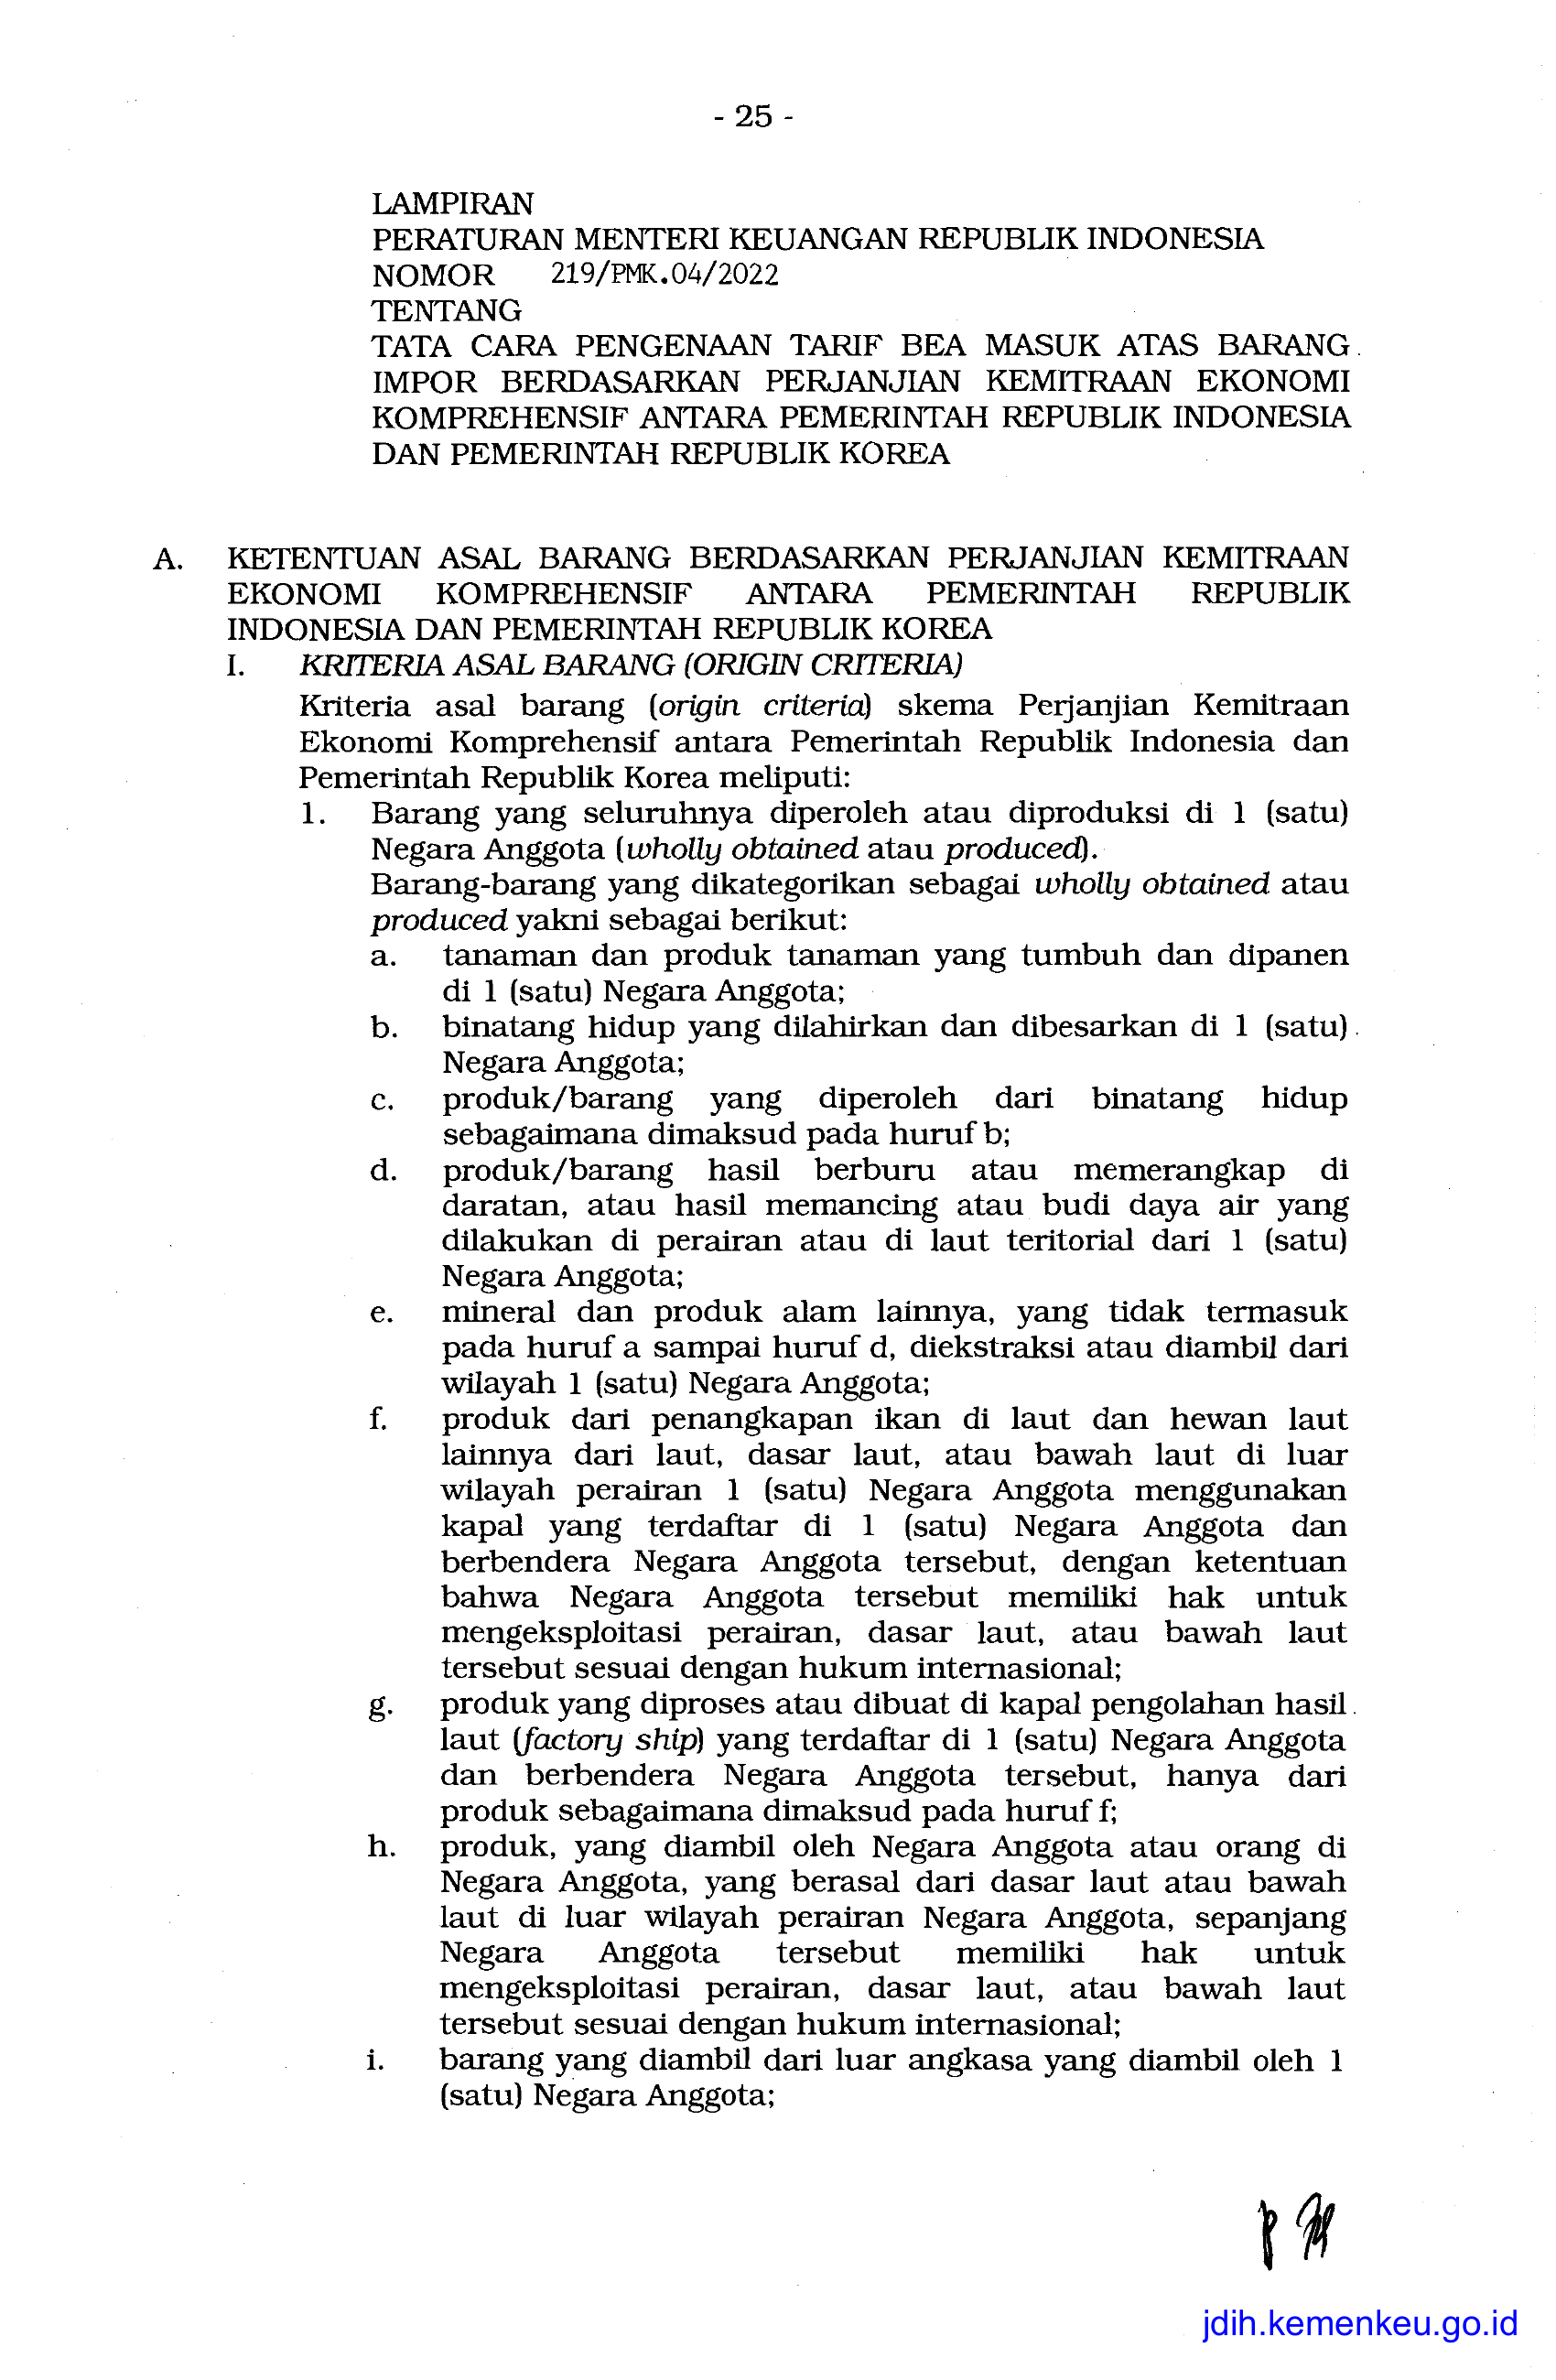 - 25 -
LAMPIRAN
PERATURAN MENTERI KEUANGAN REPUBLIK INDONESIA
NOMOR 219/PMK.04/2022
TENTANG
TATA CARA PENGENAAN TARIF BEA MASUK ATAS BARANG
IMPOR BERDASARKAN PERJANJIAN KEMITRAAN EKONOMI
KOMPREHENSIF ANTARA PEMERINTAH REPUBLIK INDONESIA
DAN PEMERINTAH REPUBLIK KOREA
A. KETENTUAN ASAL BARANG BERDASARKAN PERJANJIAN KEMITRAAN
EKONOMI KOMPREHENSIF ANTARA PEMERINTAH REPUBLIK
INDONESIA DAN PEMERINTAH REPUBLIK KOREA
I. KRITERIA ASAL BARANG (ORIGIN CRITERIA)
Kriteria asal barang (origin criteria) skema Perjanjian Kemitraan
Ekonomi Komprehensif antara Pemerintah Republik Indonesia dan
Pemerintah Republik Korea meliputi:
1. Barang yang seluruhnya diperoleh atau diproduksi di 1 (satu)
Negara Anggota (wholly obtained atau produced).
Barang-barang yang dikategorikan sebagai wholly obtained atau
produced yakni sebagai berikut:
a. tanaman dan produk tanaman yang tumbuh dan dipanen
di 1 (satu) Negara Anggota;
b. binatang hidup yang dilahirkan dan dibesarkan di 1 (satu)
Negara Anggota;
c. produk/barang yang diperoleh dari binatang hidup
sebagaimana dimaksud pada huruf b;
d. produk/barang hasil berburu atau memerangkap di
daratan, atau hasil memancing atau budi daya air yang
dilakukan di perairan atau di laut teritorial dari 1 (satu)
Negara Anggota;
e. mineral dan produk alam lainnya, yang tidak termasuk
pada huruf a sampai huruf d, diekstraksi atau diambil dari
wilayah 1 (satu) Negara Anggota;
f. produk dari penangkapan ikan di laut dan hewan laut
lainnya dari laut, dasar laut, atau bawah laut di luar
wilayah perairan 1 (satu) Negara Anggota menggunakan
kapal yang terdaftar di 1 (satu) Negara Anggota dan
berbendera Negara Anggota tersebut, dengan ketentuan
bahwa Negara Anggota tersebut memiliki hak untuk
mengeksploitasi perairan, dasar laut, atau bawah laut
tersebut sesuai dengan hukum internasional;
g. produk yang diproses atau dibuat di kapal pengolahan hasil
laut (factory ship) yang terdaftar di 1 (satu) Negara Anggota
dan berbendera Negara Anggota tersebut, hanya dari
produk sebagaimana dimaksud pada huruf f;
h. produk, yang diambil oleh Negara Anggota atau orang di
Negara Anggota, yang berasal dari dasar laut atau bawah
laut di luar wilayah perairan Negara Anggota, sepanjang
Negara Anggota tersebut memiliki hak untuk
mengeksploitasi perairan, dasar laut, atau bawah laut
tersebut sesuai dengan hukum internasional;
i. barang yang diambil dari luar angkasa yang diambil oleh 1
(satu) Negara Anggota;
jdih.kemenkeu.go.id